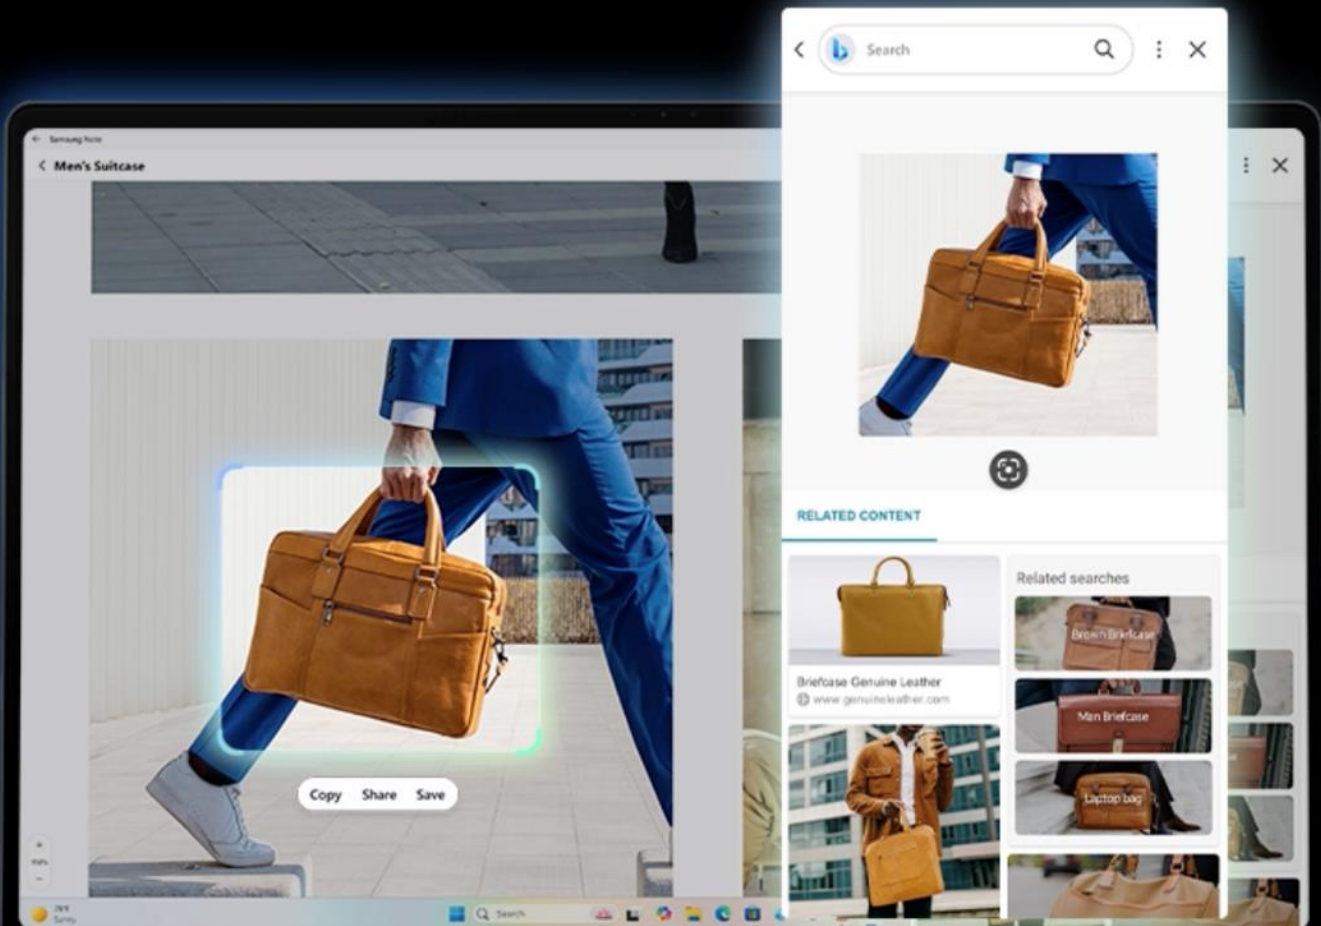 Samsung Note
Men's Suitcase
Copy Share Save
Search
Search
RELATED CONTENT
Briefcase Genuine Leather
www.genuineleather.com
Related searches
Brown Briefcase
Man Briefcase
Laptop bag
Sunny